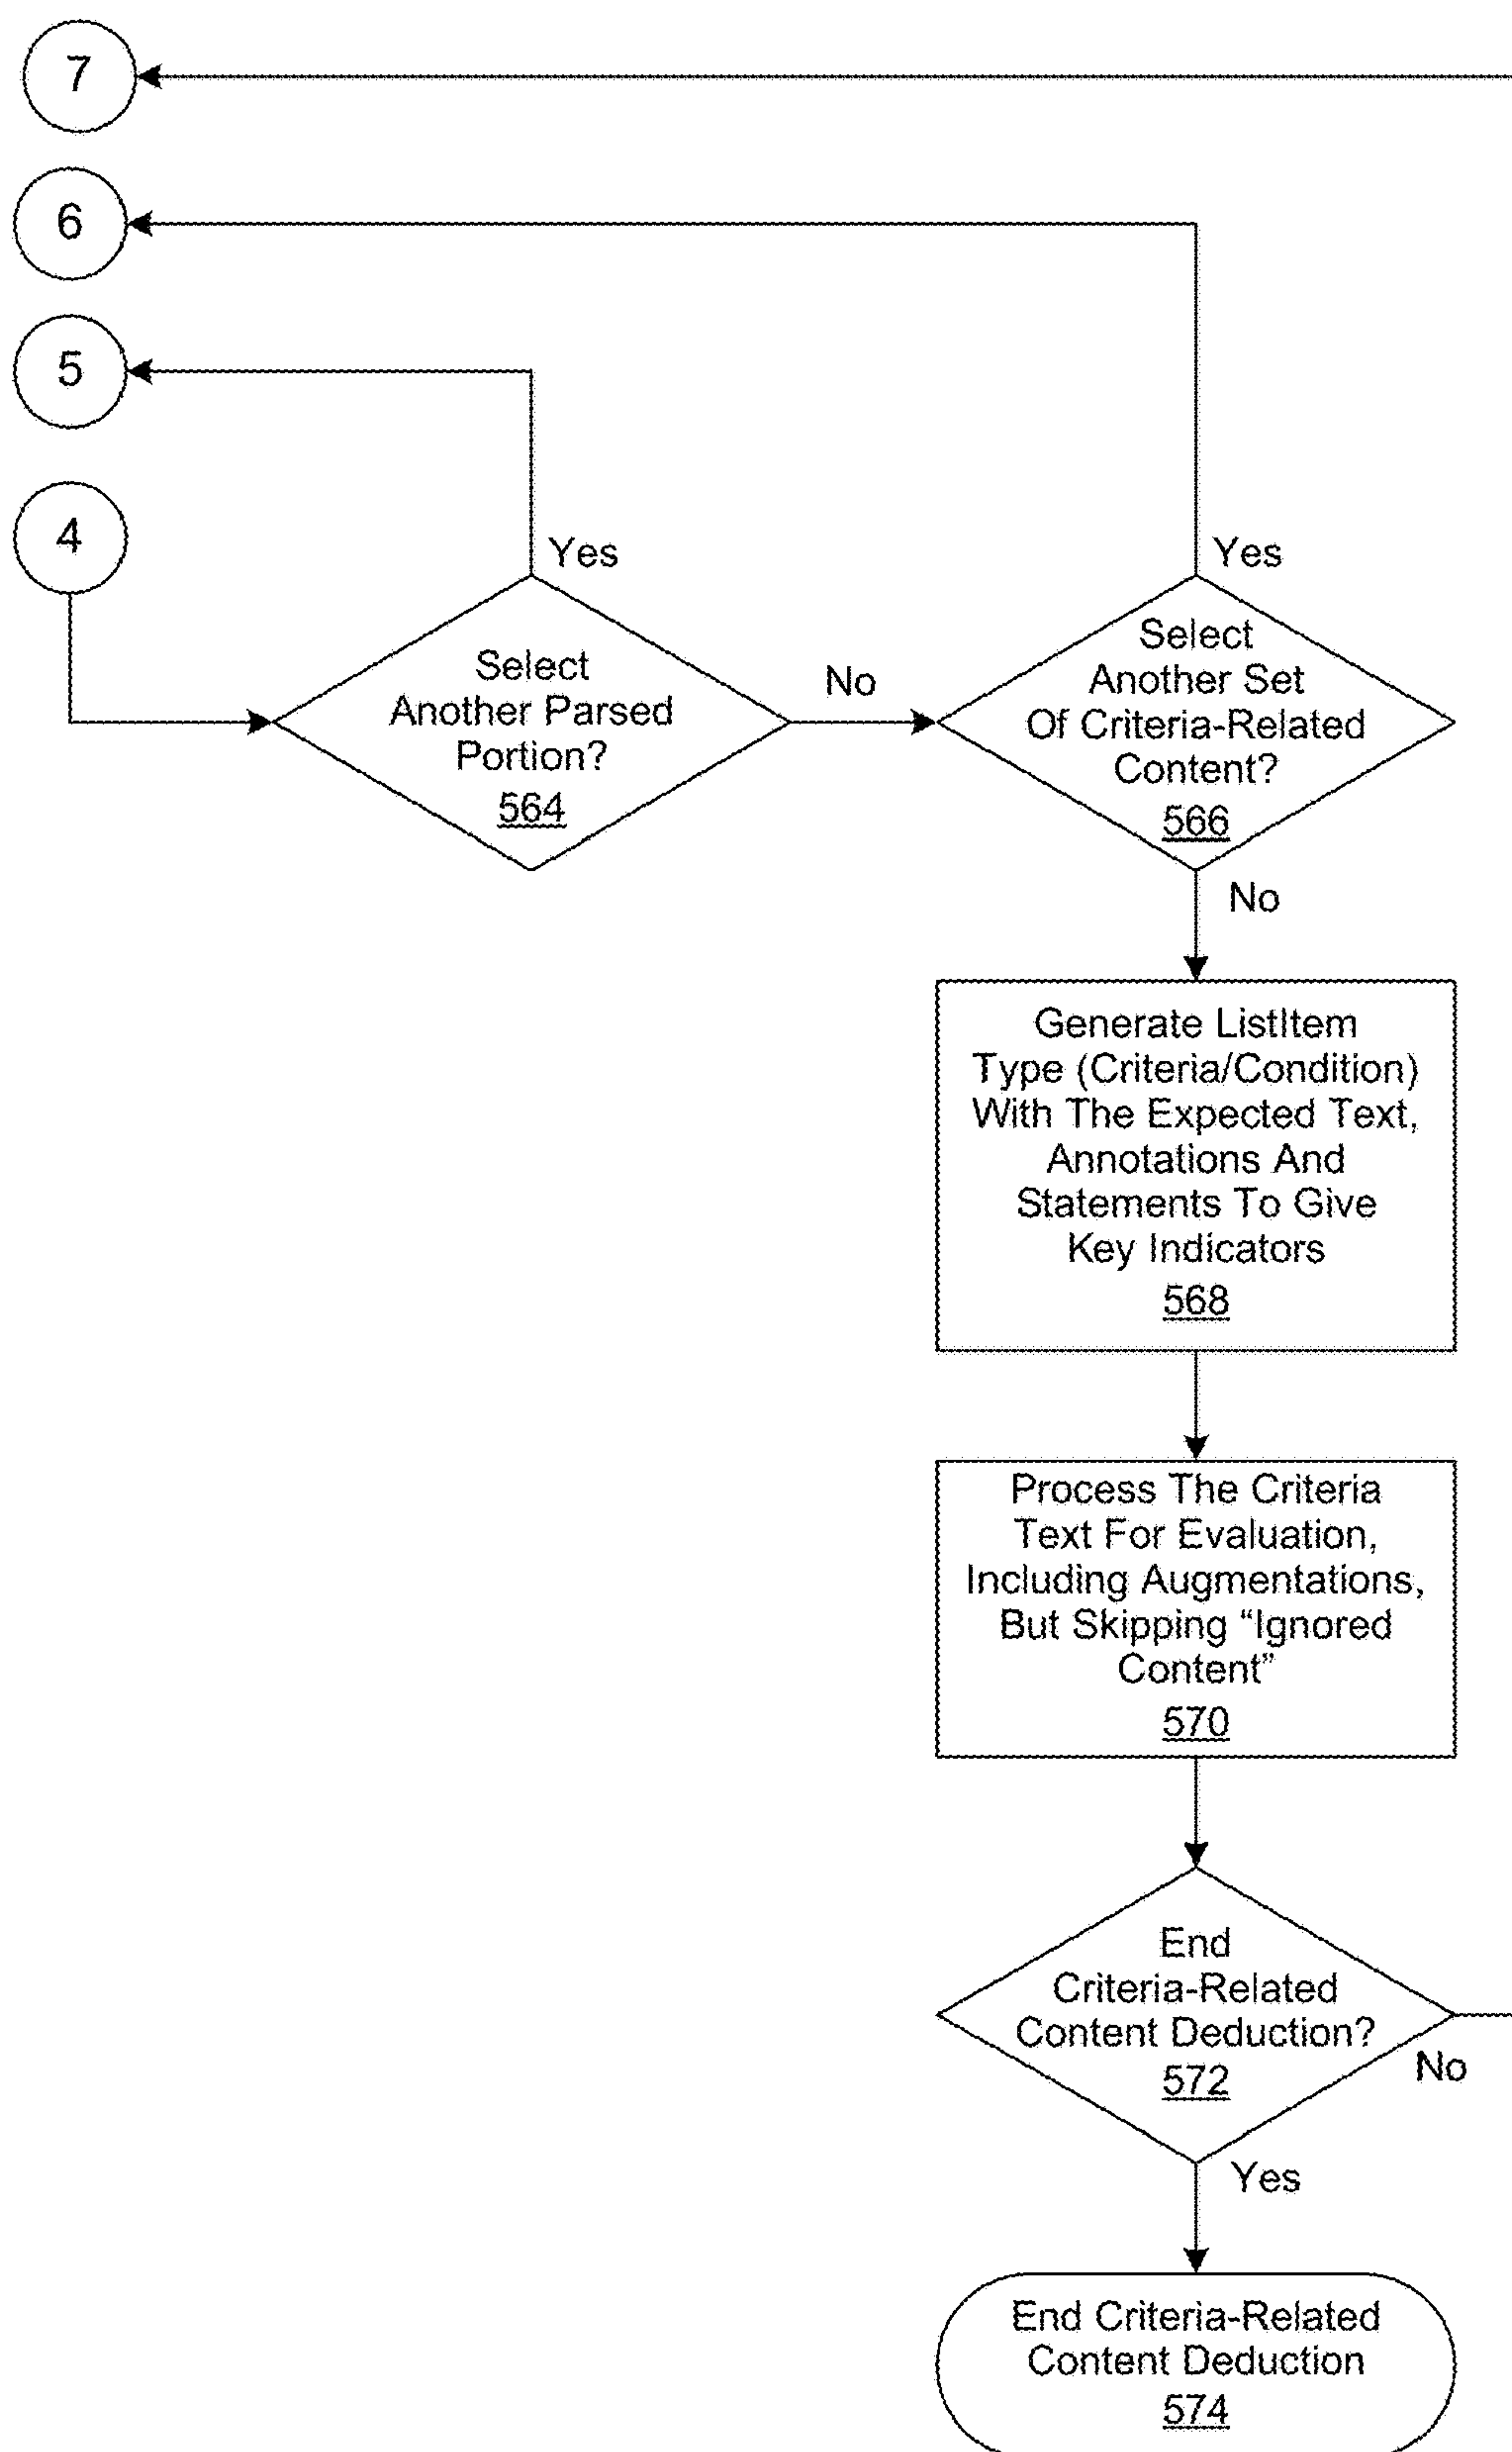 7
6
5
4
Yes
Select
Another Parsed
Portion?
564
No
Yes
Select
Another Set
Of Criteria-Related
Content?
566
No
Generate ListItem
Type (Criteria/Condition)
With The Expected Text,
Annotations And
Statements To Give
Key Indicators
568
Process The Criteria
Text For Evaluation,
Including Augmentations,
But Skipping “Ignored
Content”
570
End
Criteria-Related
Content Deduction?
572
No
Yes
End Criteria-Related
Content Deduction
574